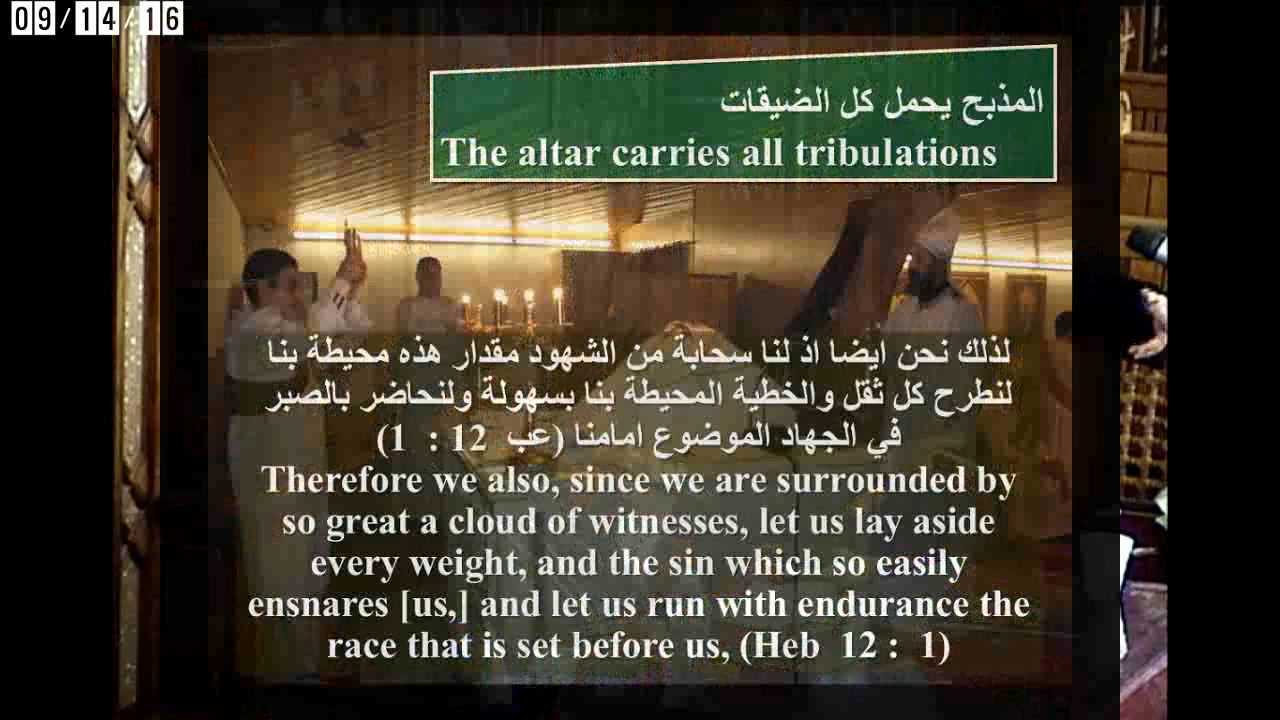 09/14/16
المذبح يحمل كل الضيقات
The altar carries all tribulations
لذلك نحن ايضا اذ لنا سحابة من الشهود مقدار هذه محيطة بنا
لنطرح كل ثقل والخطية المحيطة بنا بسهولة ولنحاضر بالصبر
في الجهاد الموضوع امامنا (عب 12 : 1)
Therefore we also, since we are surrounded by
so great a cloud of witnesses, let us lay aside
every weight, and the sin which so easily
ensnares [us,] and let us run with endurance the
race that is set before us, (Heb 12 : 1)